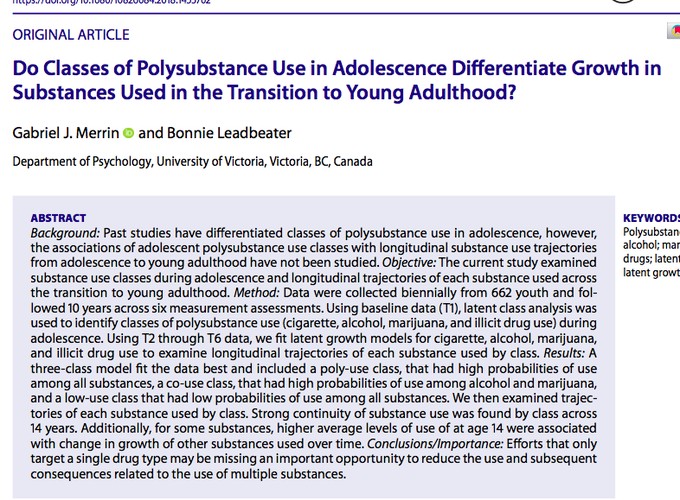 https://doi.org/10.1080/10826084.2018.1455702
ORIGINAL ARTICLE
Do Classes of Polysubstance Use in Adolescence Differentiate Growth in
Substances Used in the Transition to Young Adulthood?
Gabriel J. Merrin and Bonnie Leadbeater
Department of Psychology, University of Victoria, Victoria, BC, Canada
ABSTRACT
Background: Past studies have differentiated classes of polysubstance use in adolescence, however,
the associations of adolescent polysubstance use classes with longitudinal substance use trajectories
from adolescence to young adulthood have not been studied. Objective: The current study examined
substance use classes during adolescence and longitudinal trajectories of each substance used across
the transition to young adulthood. Method: Data were collected biennially from 662 youth and fol-
lowed 10 years across six measurement assessments. Using baseline data (T1), latent class analysis was
used to identify classes of polysubstance use (cigarette, alcohol, marijuana, and illicit drug use) during
adolescence. Using T2 through T6 data, we fit latent growth models for cigarette, alcohol, marijuana,
and illicit drug use to examine longitudinal trajectories of each substance used by class. Results: A
three-class model fit the data best and included a poly-use class, that had high probabilities of use
among all substances, a co-use class, that had high probabilities of use among alcohol and marijuana,
and a low-use class that had low probabilities of use among all substances. We then examined trajec-
tories of each substance used by class. Strong continuity of substance use was found by class across
14 years. Additionally, for some substances, higher average levels of use of at age 14 were associated
with change in growth of other substances used over time. Conclusions/Importance: Efforts that only
target a single drug type may be missing an important opportunity to reduce the use and subsequent
consequences related to the use of multiple substances.
KEYWORDS
Polysubstan
alcohol; mar
drugs; latent
latent growt